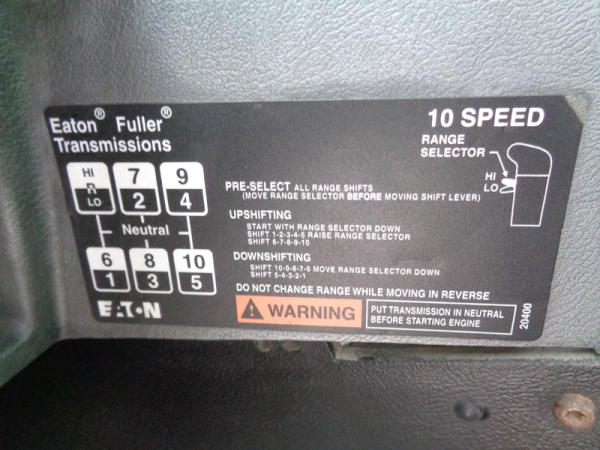 Eaton® Fuller®
Transmissions
10 SPEED
RANGE
SELECTOR
HI
LO
HI R LO
7 2
9 4
Neutral
6 1
8 3
10 5
PRE-SELECT ALL RANGE SHIFTS
(MOVE RANGE SELECTOR BEFORE MOVING SHIFT LEVER)
UPSHIFTING
START WITH RANGE SELECTOR DOWN
SHIFT 1-2-3-4-5 RAISE RANGE SELECTOR
SHIFT 6-7-8-9-10
DOWNSHIFTING
SHIFT 10-9-8-7-6 MOVE RANGE SELECTOR DOWN
SHIFT 5-4-3-2-1
DO NOT CHANGE RANGE WHILE MOVING IN REVERSE
EATON
WARNING
PUT TRANSMISSION IN NEUTRAL
BEFORE STARTING ENGINE
20400